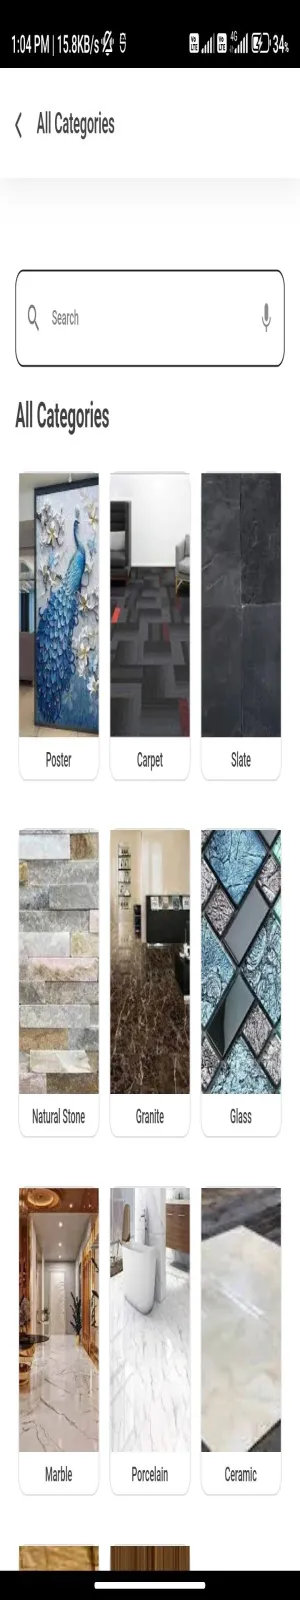 1:04 PM | 15.8KB/s
4G
34%
All Categories
Search
All Categories
Poster
Carpet
Slate
Natural Stone
Granite
Glass
Marble
Porcelain
Ceramic